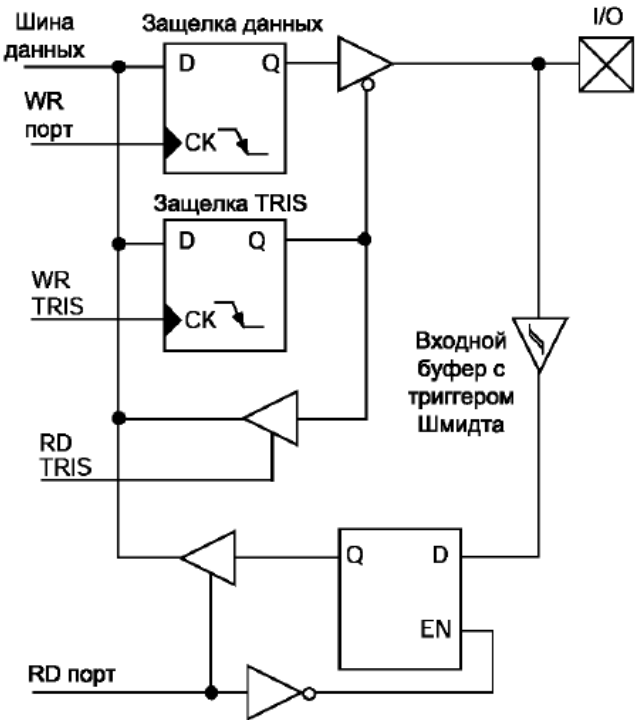 Шина
данных
Защелка данных
I/O
D
Q
WR
порт
CK
Защелка TRIS
D
Q
WR
TRIS
CK
Входной
буфер с
триггером
Шмидта
RD
TRIS
Q
D
EN
RD порт